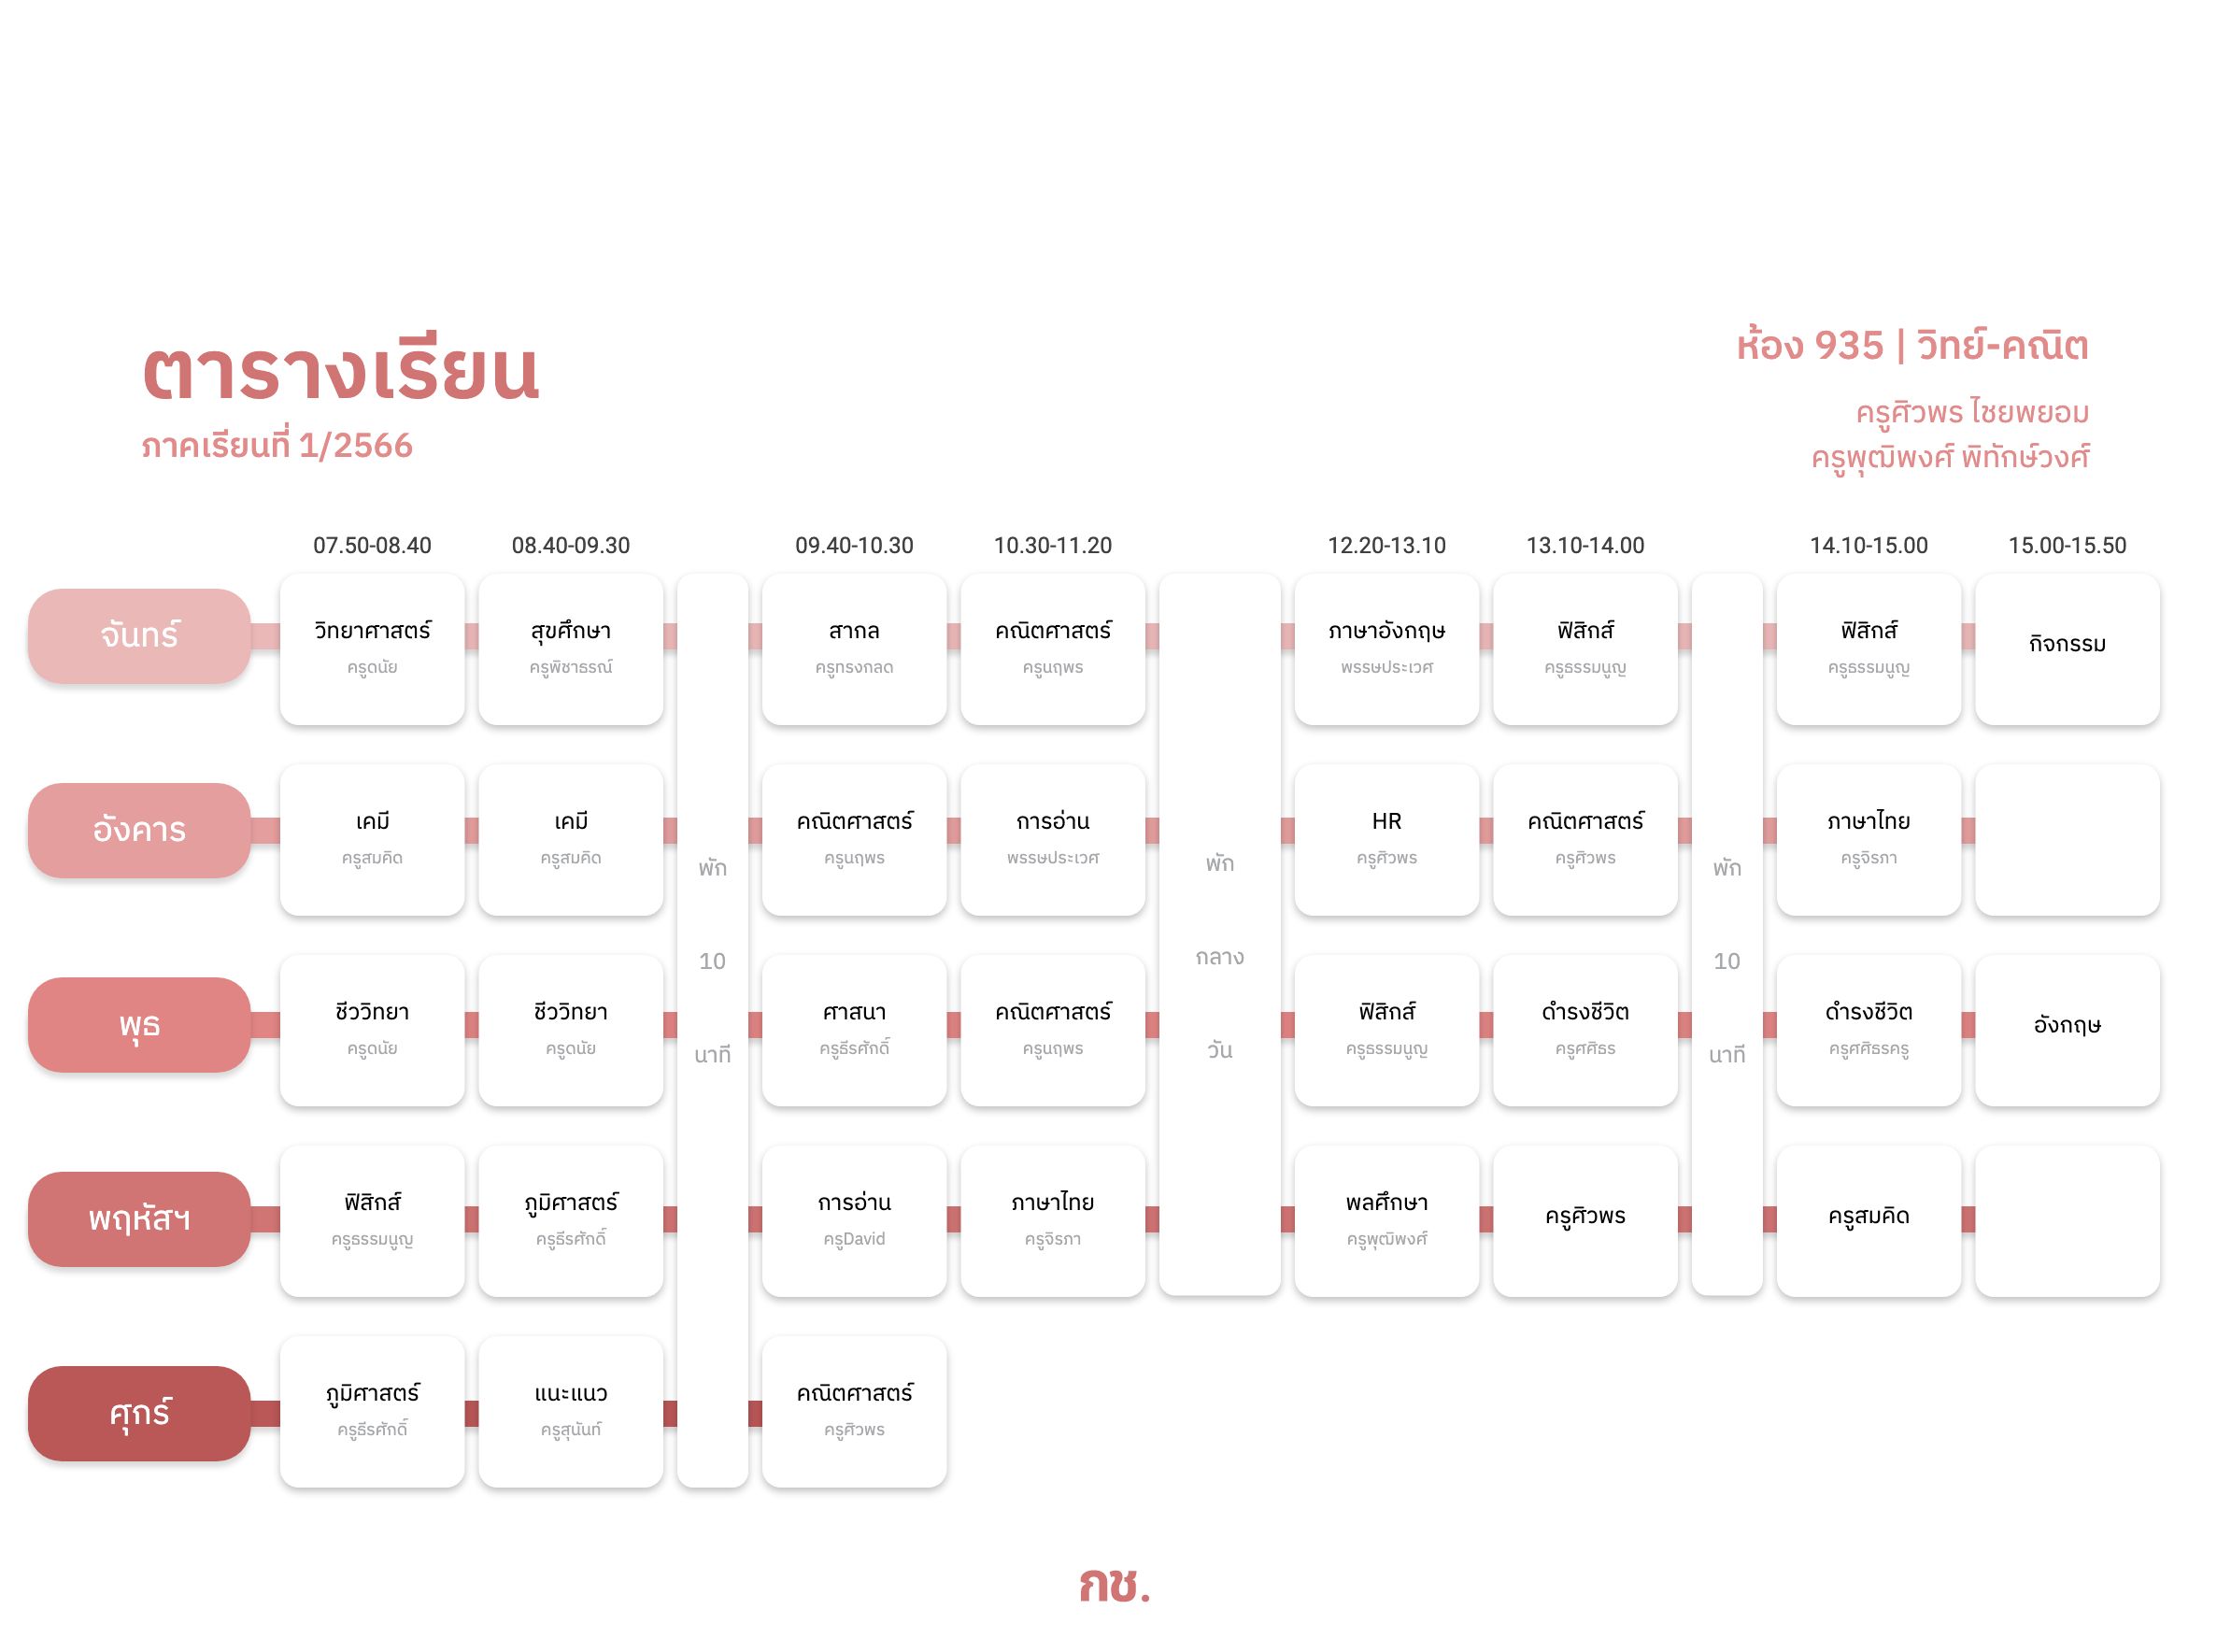 ตารางเรียน
ภาคเรียนที่ 1/2566
ห้อง 935 | วิทย์-คณิต
ครูศิวพร ไชยพยอม
ครูพุฒิพงศ์ พิทักษ์วงศ์
07.50-08.40 08.40-09.30 09.40-10.30 10.30-11.20 12.20-13.10 13.10-14.00 14.10-15.00 15.00-15.50
จันทร์
วิทยาศาสตร์ สุขศึกษา สากล คณิตศาสตร์ ภาษาอังกฤษ ฟิสิกส์ ฟิสิกส์ กิจกรรม
ครูดนัย ครูพิชาธรณ์ ครูทรงกลด ครูนฤพร พรรษประเวศ ครูธรรมนูญ ครูธรรมนูญ
อังคาร
เคมี เคมี คณิตศาสตร์ การอ่าน HR คณิตศาสตร์ ภาษาไทย
ครูสมคิด ครูสมคิด ครูนฤพร พรรษประเวศ ครูศิวพร ครูศิวพร ครูจิรภา
พัก
10
นาที
พัก
กลาง
วัน
พัก
10
นาที
พุธ
ชีววิทยา ชีววิทยา ศาสนา คณิตศาสตร์ ฟิสิกส์ ดำรงชีวิต ดำรงชีวิต อังกฤษ
ครูดนัย ครูดนัย ครูธีรศักดิ์ ครูนฤพร ครูธรรมนูญ ครูศศิธร ครูศศิธรครู
พฤหัสฯ
ฟิสิกส์ ภูมิศาสตร์ การอ่าน ภาษาไทย พลศึกษา ครูศิวพร ครูสมคิด
ครูธรรมนูญ ครูธีรศักดิ์ ครูDavid ครูจิรภา ครูพุฒิพงศ์
ศุกร์
ภูมิศาสตร์ แนะแนว คณิตศาสตร์
ครูธีรศักดิ์ ครูสุนันท์ ครูศิวพร
กช.